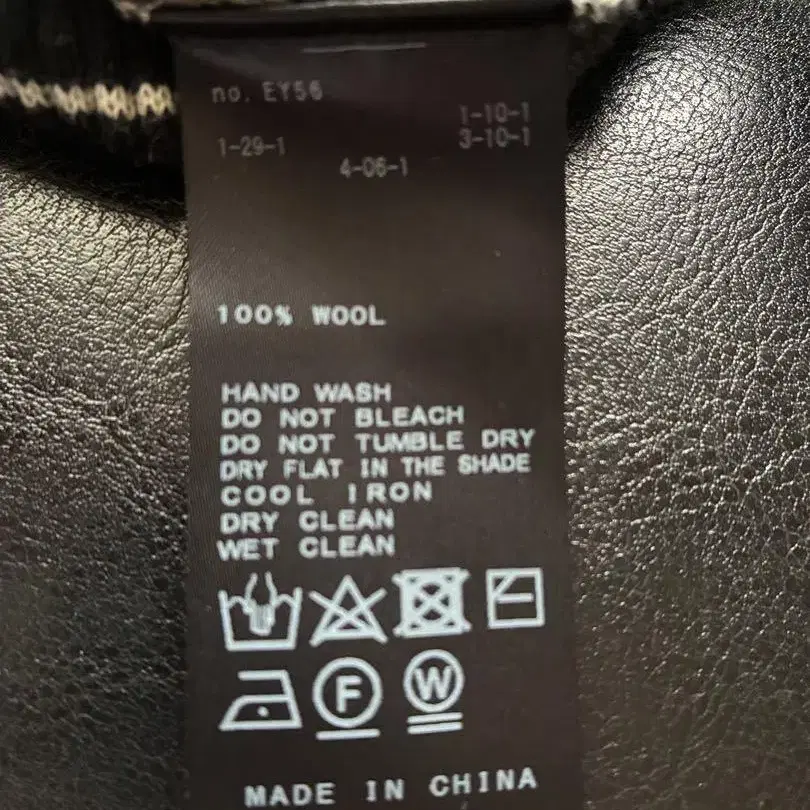 no. EY56
1-10-1
1-29-1 3-10-1
4-06-1
100% WOOL
HAND WASH
DO NOT BLEACH
DO NOT TUMBLE DRY
DRY FLAT IN THE SHADE
COOL IRON
DRY CLEAN
WET CLEAN
F W
MADE IN CHINA